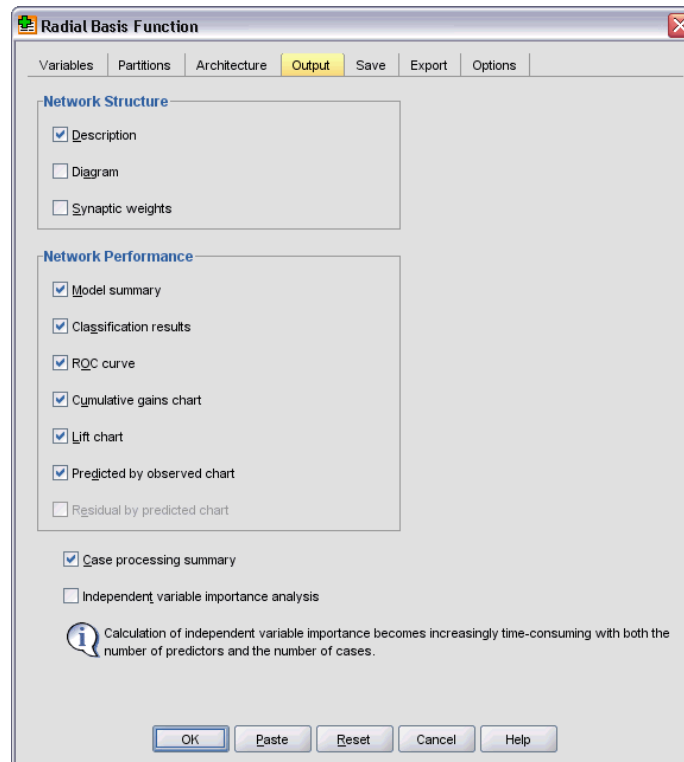 Radial Basis Function
Variables Partitions Architecture Output Save Export Options
Network Structure
Description
Diagram
Synaptic weights
Network Performance
Model summary
Classification results
ROC curve
Cumulative gains chart
Lift chart
Predicted by observed chart
Residual by predicted chart
Case processing summary
Independent variable importance analysis
Calculation of independent variable importance becomes increasingly time-consuming with both the
number of predictors and the number of cases.
OK Paste Reset Cancel Help